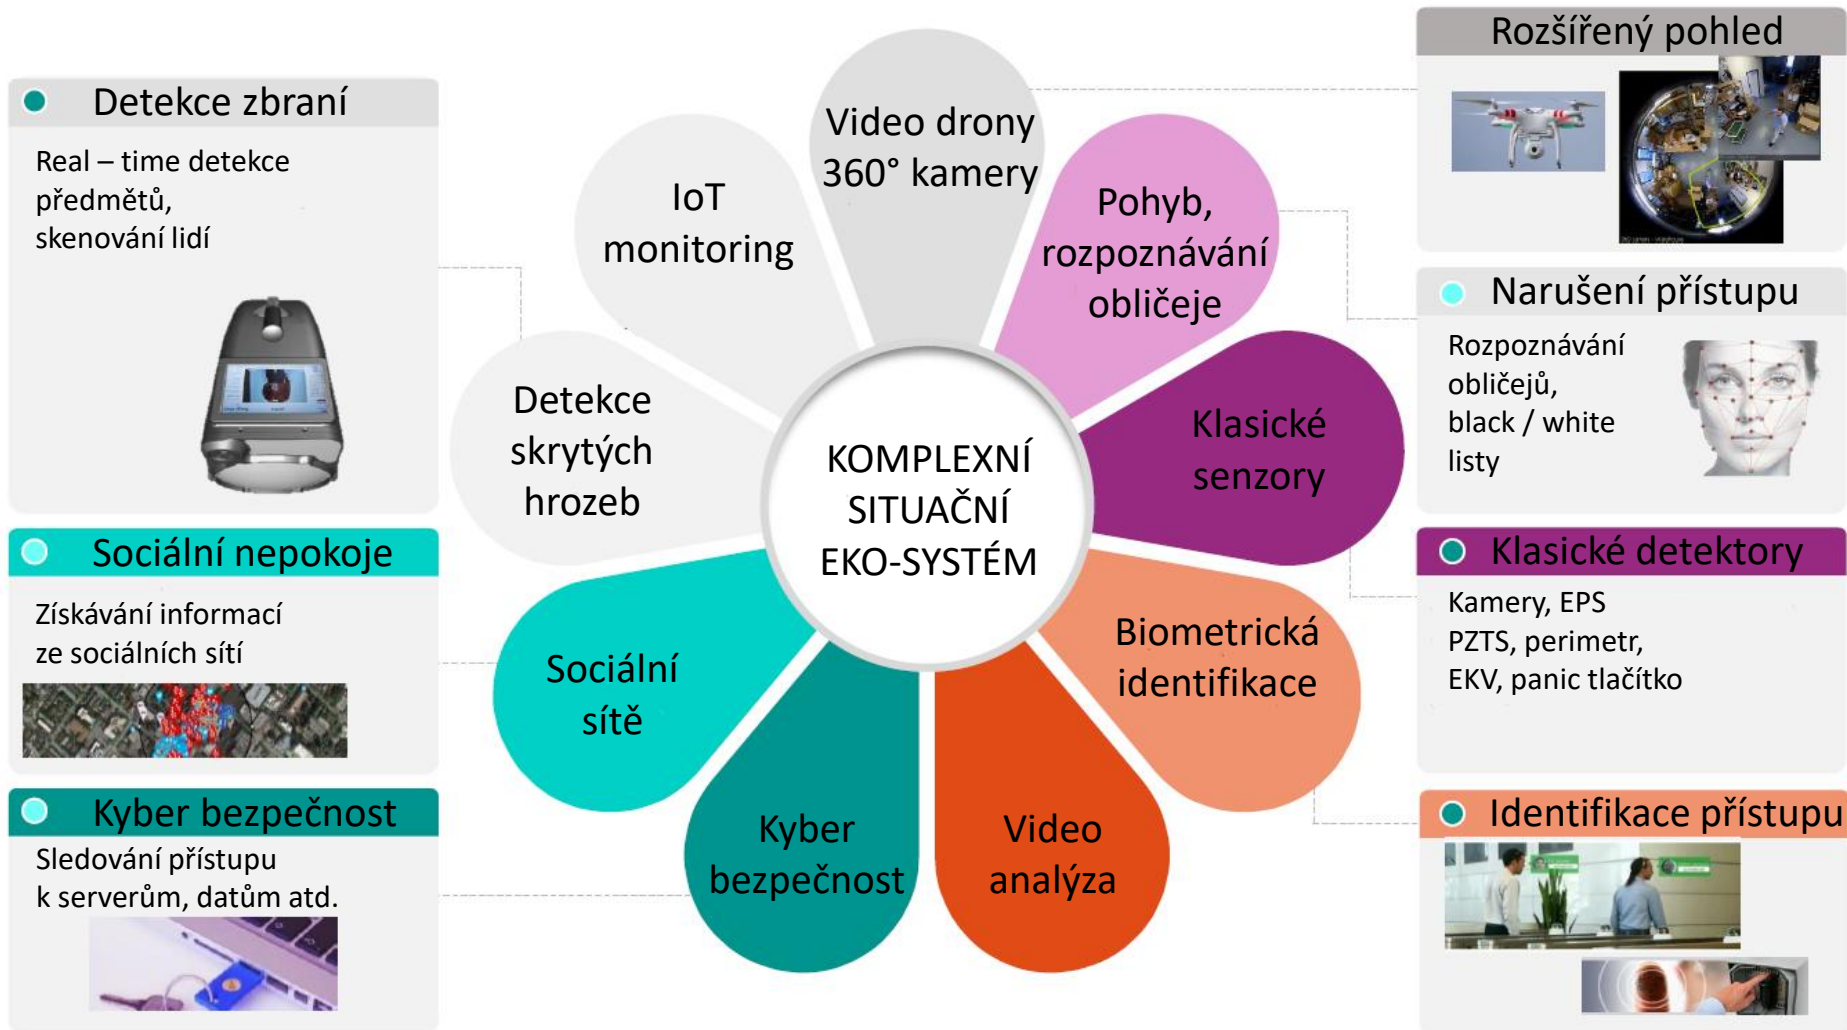 Detekce zbraní
Real – time detekce
předmětů,
skenování lidí
Sociální nepokoje
Získávání informací
ze sociálních sítí
Kyber bezpečnost
Sledování přístupu
k serverům, datům atd.
Video drony
360° kamery
IoT
monitoring
Pohyb,
rozpoznávání
obličeje
Detekce
skrytých
hrozeb
Klasické
senzory
KOMPLEXNÍ
SITUAČNÍ
EKO-SYSTÉM
Sociální
sítě
Biometrická
identifikace
Kyber
bezpečnost
Video
analýza
Rozšířený pohled
Narušení přístupu
Rozpoznávání
obličejů,
black / white
listy
Klasické detektory
Kamery, EPS
PZTS, perimetr,
EKV, panic tlačítko
Identifikace přístupu